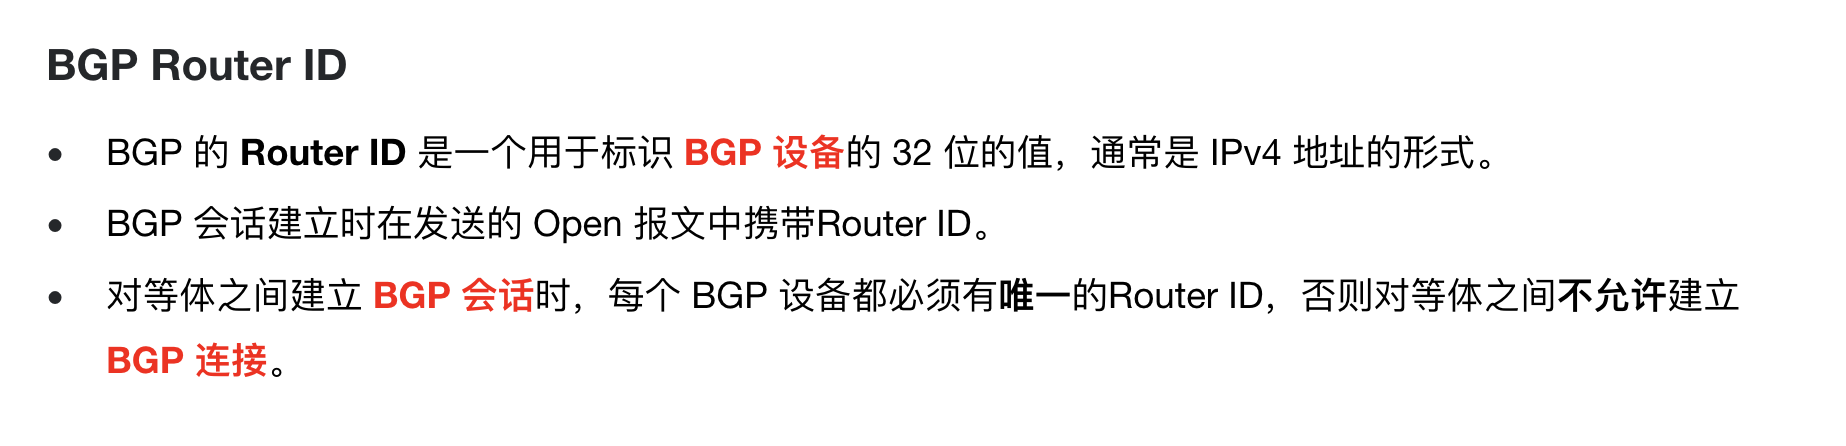 BGP Router ID
• BGP 的 Router ID 是一个用于标识 BGP 设备的 32 位的值，通常是 IPv4 地址的形式。
• BGP 会话建立时在发送的 Open 报文中携带Router ID。
• 对等体之间建立 BGP 会话时，每个 BGP 设备都必须有唯一的Router ID，否则对等体之间不允许建立
BGP 连接。